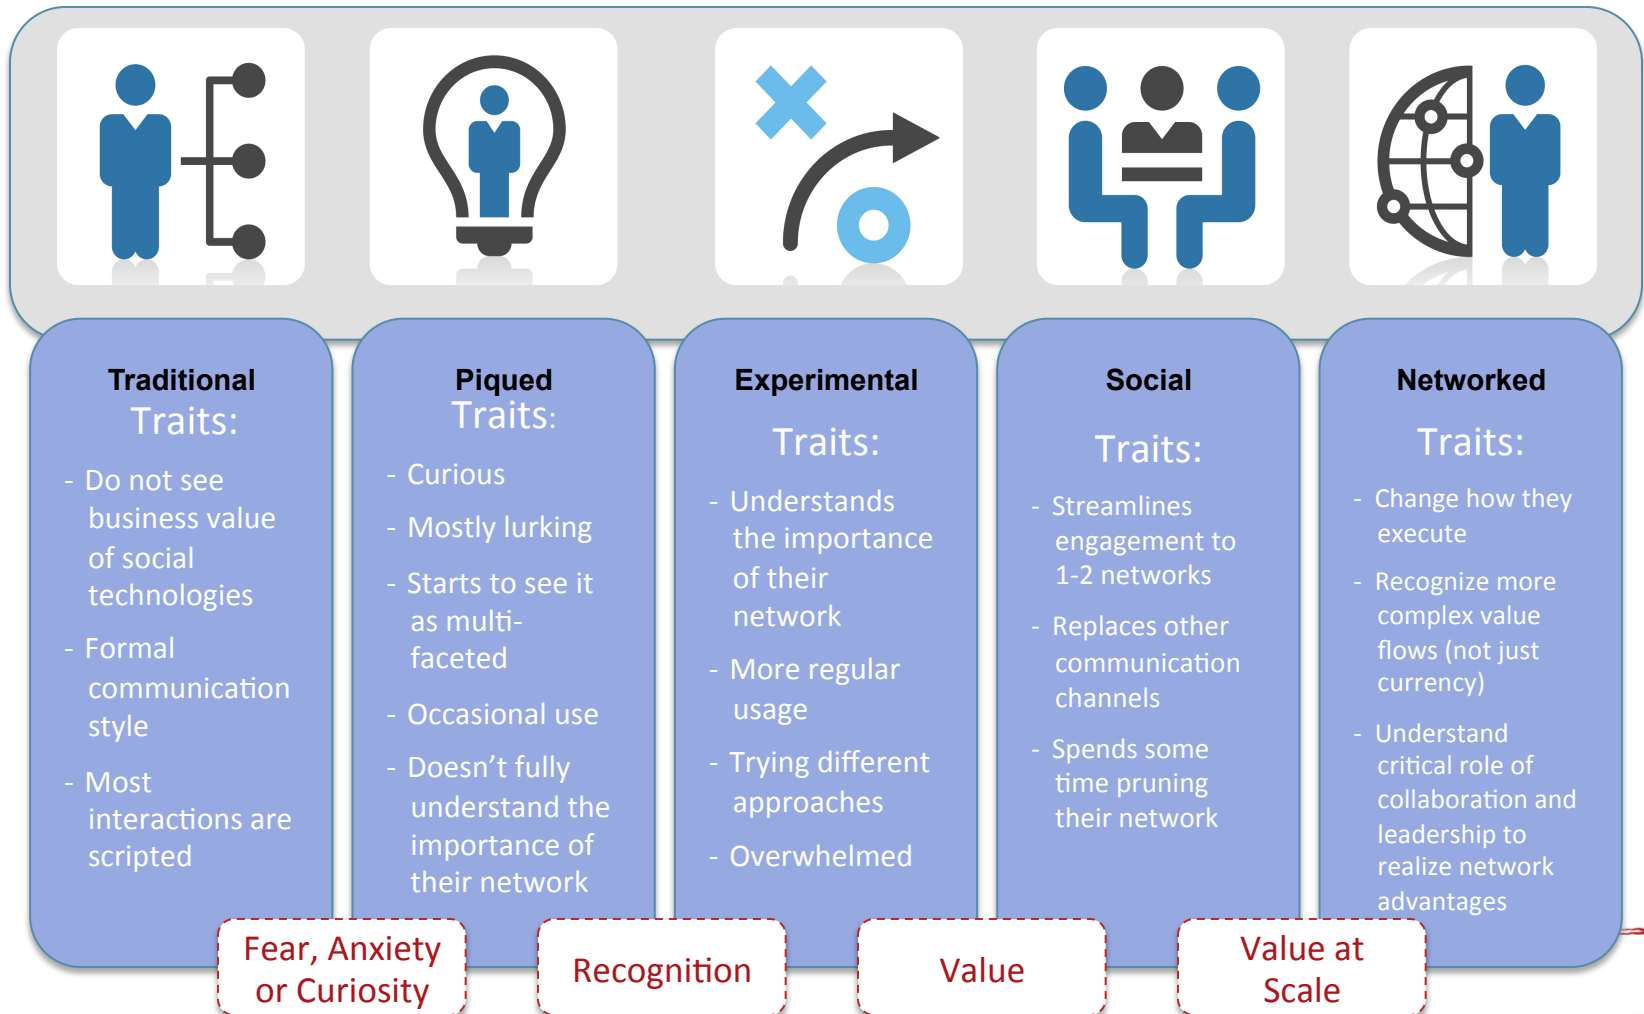 Traditional
Traits:
- Do not see
business value
of social
technologies
- Formal
communication
style
- Most
interactions are
scripted
Piqued
Traits:
- Curious
- Mostly lurking
- Starts to see it
as multi-
faceted
- Occasional use
- Doesn’t fully
understand the
importance of
their network
Experimental
Traits:
- Understands
the importance
of their
network
- More regular
usage
- Trying different
approaches
- Overwhelmed
Social
Traits:
- Streamlines
engagement to
1-2 networks
- Replaces other
communication
channels
- Spends some
time pruning
their network
Networked
Traits:
- Change how they
execute
- Recognize more
complex value
flows (not just
currency)
- Understand
critical role of
collaboration and
leadership to
realize network
advantages
Fear, Anxiety
or Curiosity
Recognition
Value
Value at
Scale